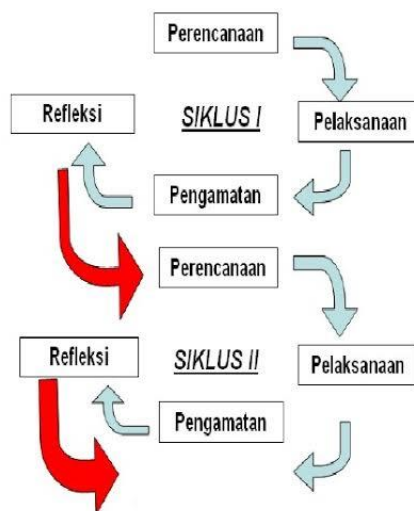 Perencanaan
Refleksi
SIKLUS I
Pelaksanaan
Pengamatan
Perencanaan
Refleksi
SIKLUS II
Pelaksanaan
Pengamatan